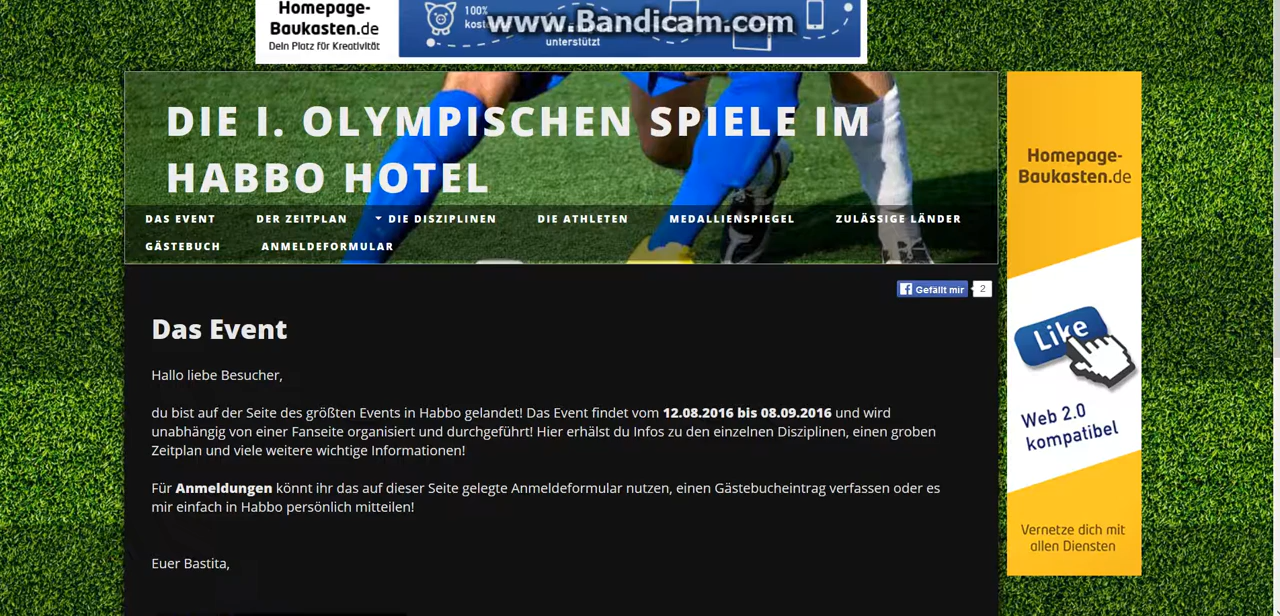 Homepage-
Baukasten.de
Dein Platz für Kreativität
100%
unterstützt
www.Bandicam.com
DIE I. OLYMPISCHEN SPIELE IM
HABBO HOTEL
DAS EVENT DER ZEITPLAN DIE DISZIPLINEN DIE ATHLETEN MEDALLIENSPIEGEL ZULÄSSIGE LÄNDER
GÄSTEBUCH ANMELDEFORMULAR
Gefällt mir 2
Das Event
Hallo liebe Besucher,
du bist auf der Seite des größten Events in Habbo gelandet! Das Event findet vom 12.08.2016 bis 08.09.2016 und wird
unabhängig von einer Fanseite organisiert und durchgeführt! Hier erhälst du Infos zu den einzelnen Disziplinen, einen groben
Zeitplan und viele weitere wichtige Informationen!
Für Anmeldungen könnt ihr das auf dieser Seite gelegte Anmeldeformular nutzen, einen Gästebucheintrag verfassen oder es
mir einfach in Habbo persönlich mitteilen!
Euer Bastita,
Homepage-
Baukasten.de
Like
Web 2.0
kompatibel
Vernetze dich mit
allen Diensten